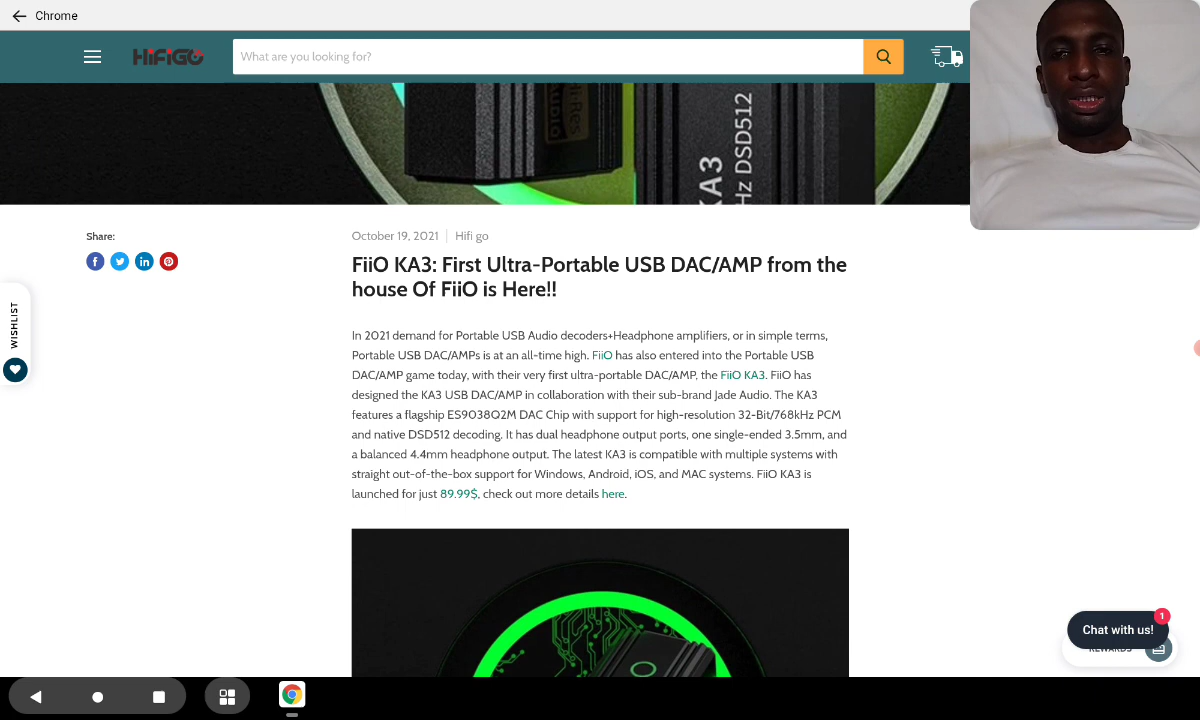 Chrome
HiFiGO
What are you looking for?
Hi-Res
Audio
KA3
Hz DSD512
Share:
October 19, 2021 Hifi go
FiiO KA3: First Ultra-Portable USB DAC/AMP from the
house Of FiiO is Here!!
WISHLIST
In 2021 demand for Portable USB Audio decoders+Headphone amplifiers, or in simple terms,
Portable USB DAC/AMPs is at an all-time high. FiiO has also entered into the Portable USB
DAC/AMP game today, with their very first ultra-portable DAC/AMP, the FiiO KA3. FiiO has
designed the KA3 USB DAC/AMP in collaboration with their sub-brand Jade Audio. The KA3
features a flagship ES9038Q2M DAC Chip with support for high-resolution 32-Bit/768kHz PCM
and native DSD512 decoding. It has dual headphone output ports, one single-ended 3.5mm, and
a balanced 4.4mm headphone output. The latest KA3 is compatible with multiple systems with
straight out-of-the-box support for Windows, Android, iOS, and MAC systems. FiiO KA3 is
launched for just 89.99$, check out more details here.
1
Chat with us!
REWARDS